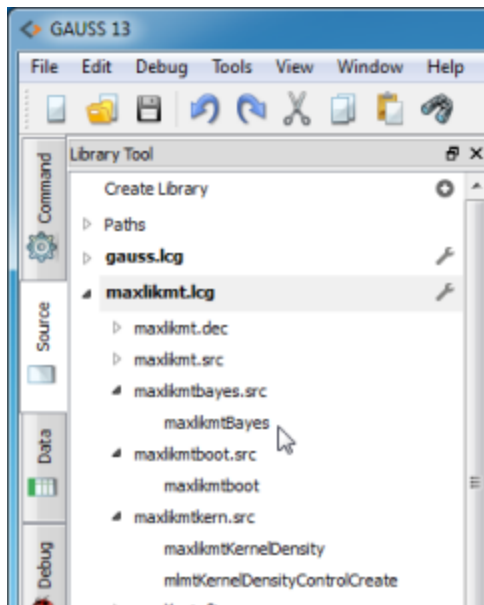 GAUSS 13
File Edit Debug Tools View Window Help
Library Tool
Create Library
Paths
gauss.lcg
maxlikmt.lcg
maxlikmt.dec
maxlikmt.src
maxlikmtbayes.src
maxlikmtBayes
maxlikmtboot.src
maxlikmtboot
maxlikmtkern.src
maxlikmtKernelDensity
mlmtKernelDensityControlCreate
Command
Source
Data
Debug